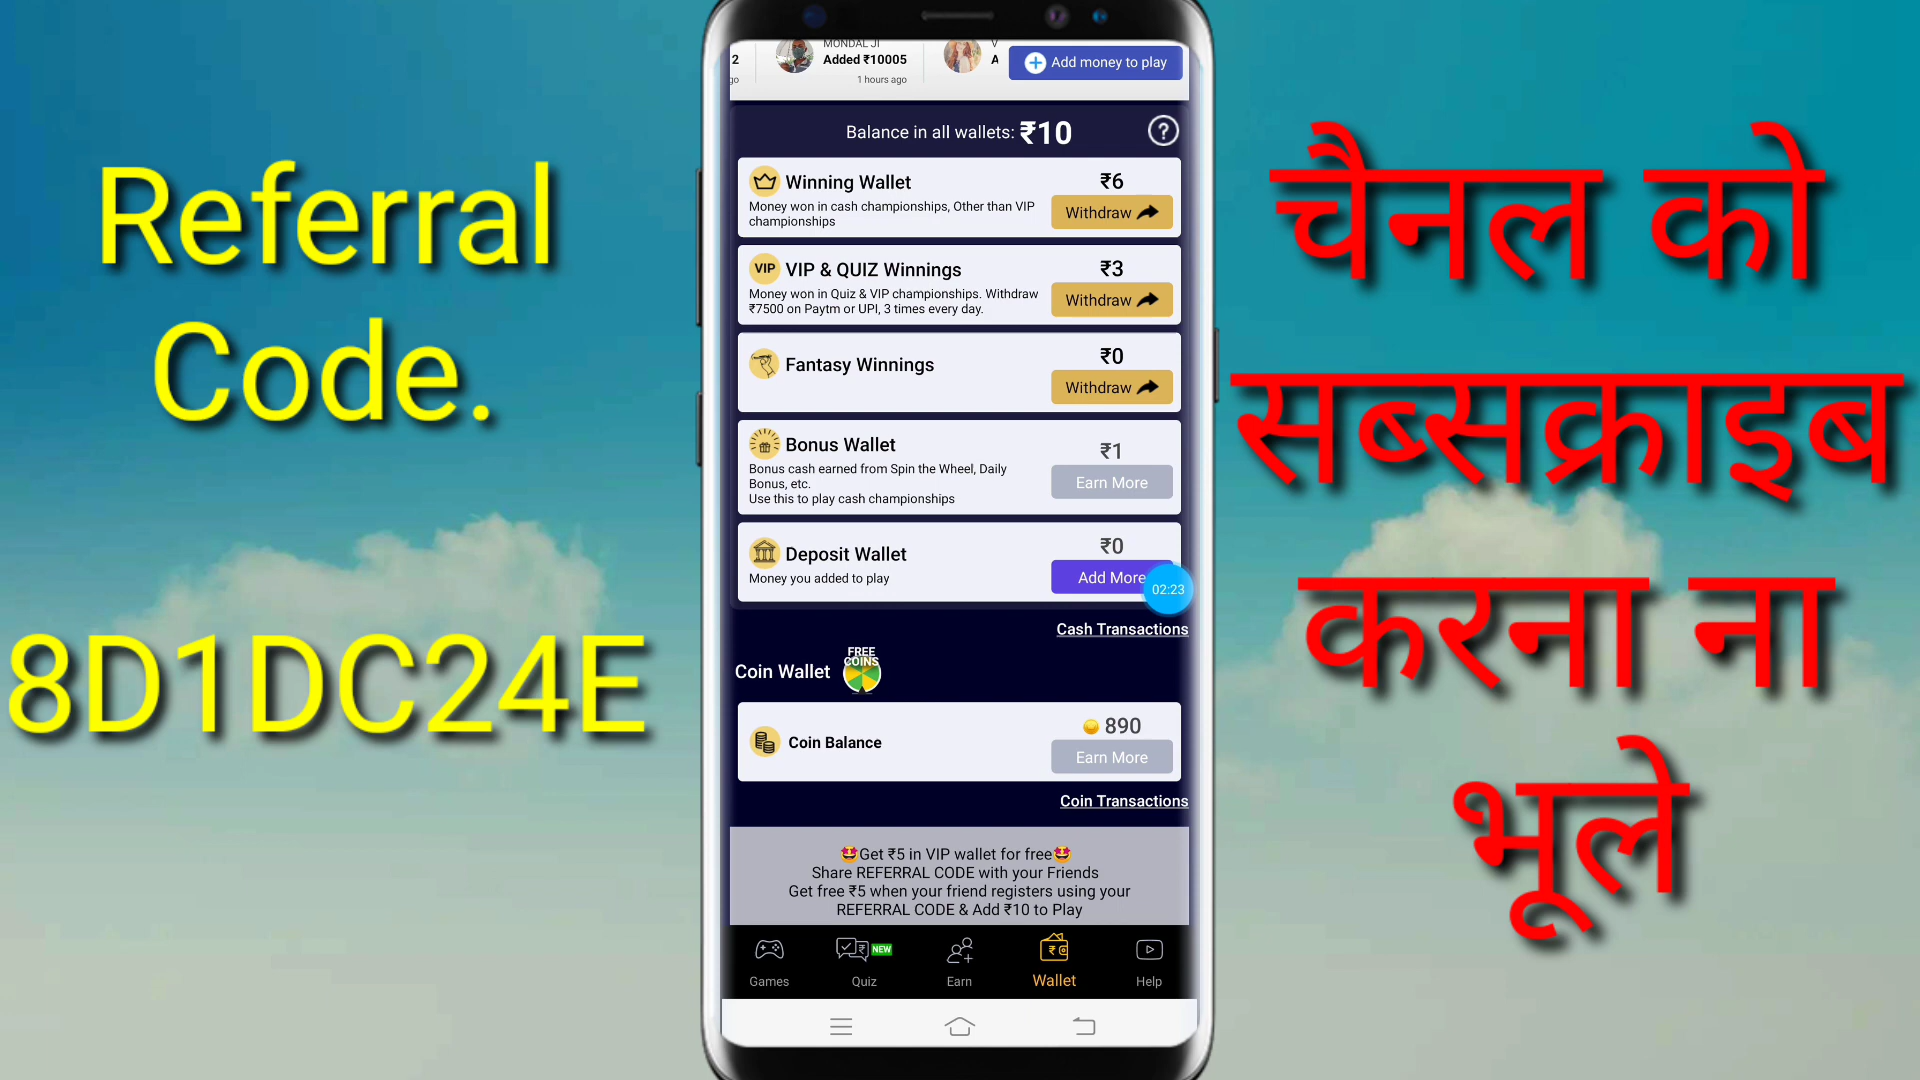 Referral
Code.
8D1DC24E
MONDAL JI
Added ₹10005
1 hours ago
2
go
V
A
Add money to play
Balance in all wallets: ₹10
?
Winning Wallet
₹6
Money won in cash championships, Other than VIP
championships
Withdraw
VIP
VIP & QUIZ Winnings
₹3
Money won in Quiz & VIP championships. Withdraw
₹7500 on Paytm or UPI, 3 times every day.
Withdraw
Fantasy Winnings
₹0
Withdraw
Bonus Wallet
₹1
Bonus cash earned from Spin the Wheel, Daily
Bonus, etc.
Use this to play cash championships
Earn More
Deposit Wallet
₹0
Money you added to play
Add More
02:23
Cash Transactions
Coin Wallet
FREE
COINS
Coin Balance
890
Earn More
Coin Transactions
🤩Get ₹5 in VIP wallet for free🤩
Share REFERRAL CODE with your Friends
Get free ₹5 when your friend registers using your
REFERRAL CODE & Add ₹10 to Play
Games
NEW
Quiz
Earn
Wallet
Help
चैनल को
सब्सक्राइब
करना ना
भूले